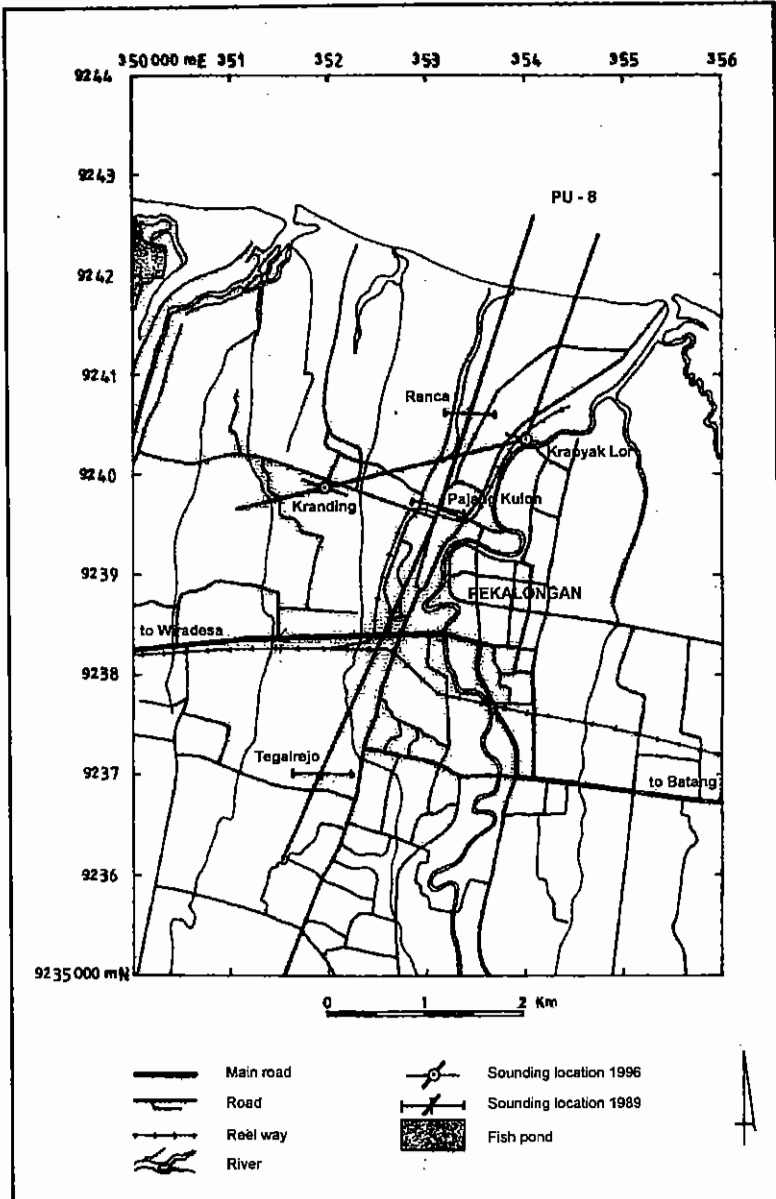 350 000 mE 351 352 353 354 355 356
9244
9243
PU - 8
9242
9241
Ranca
9240
Krapyak Lor
Kranding
Pajang Kulon
9239
PEKALONGAN
to Wiradesa
9238
Tegalrejo
9237
to Batang
9236
9235 000 mN
0 1 2 Km
Main road
Road
Reel way
River
Sounding location 1996
Sounding location 1989
Fish pond